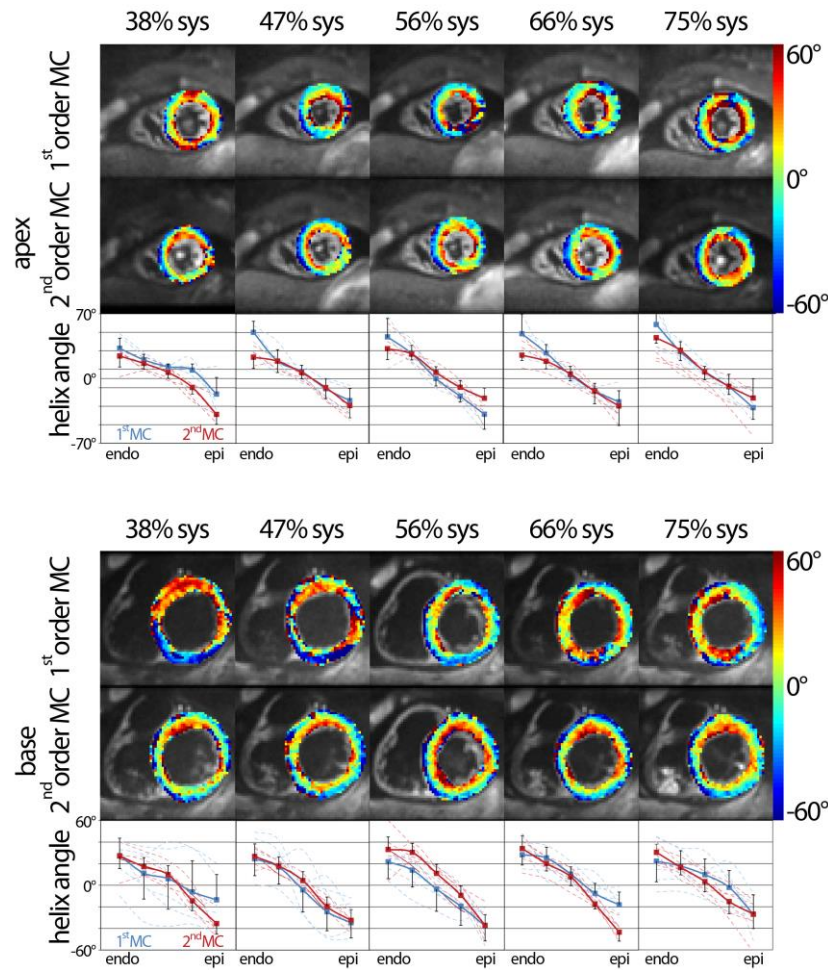 38% sys 47% sys 56% sys 66% sys 75% sys
apex
1st order MC
2nd order MC
60°
0°
-60°
helix angle
70°
0°
-70°
1stMC 2ndMC
endo epi endo epi endo epi endo epi endo epi
38% sys 47% sys 56% sys 66% sys 75% sys
base
1st order MC
2nd order MC
60°
0°
-60°
helix angle
60°
0°
-60°
1stMC 2ndMC
endo epi endo epi endo epi endo epi endo epi